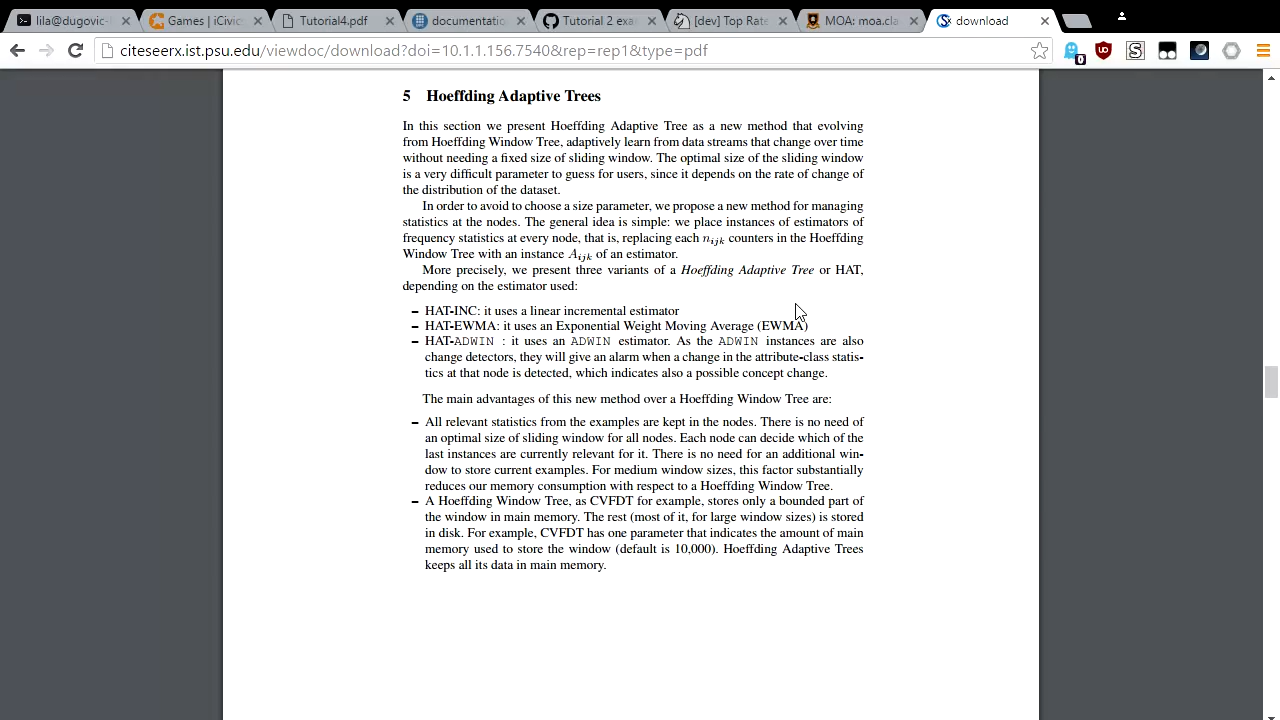 lila@dugovic-
Games | iCivic
Tutorial4.pdf
documentatio
Tutorial 2 exa
[dev] Top Rate
MOA: moa.cla
download
citeseerx.ist.psu.edu/viewdoc/download?doi=10.1.1.156.7540&rep=rep1&type=pdf
0
5 Hoeffding Adaptive Trees
In this section we present Hoeffding Adaptive Tree as a new method that evolving
from Hoeffding Window Tree, adaptively learn from data streams that change over time
without needing a fixed size of sliding window. The optimal size of the sliding window
is a very difficult parameter to guess for users, since it depends on the rate of change of
the distribution of the dataset.
In order to avoid to choose a size parameter, we propose a new method for managing
statistics at the nodes. The general idea is simple: we place instances of estimators of
frequency statistics at every node, that is, replacing each nijk counters in the Hoeffding
Window Tree with an instance Aijk of an estimator.
More precisely, we present three variants of a Hoeffding Adaptive Tree or HAT,
depending on the estimator used:
– HAT-INC: it uses a linear incremental estimator
– HAT-EWMA: it uses an Exponential Weight Moving Average (EWMA)
– HAT-ADWIN : it uses an ADWIN estimator. As the ADWIN instances are also
change detectors, they will give an alarm when a change in the attribute-class statis-
tics at that node is detected, which indicates also a possible concept change.
The main advantages of this new method over a Hoeffding Window Tree are:
– All relevant statistics from the examples are kept in the nodes. There is no need of
an optimal size of sliding window for all nodes. Each node can decide which of the
last instances are currently relevant for it. There is no need for an additional win-
dow to store current examples. For medium window sizes, this factor substantially
reduces our memory consumption with respect to a Hoeffding Window Tree.
– A Hoeffding Window Tree, as CVFDT for example, stores only a bounded part of
the window in main memory. The rest (most of it, for large window sizes) is stored
in disk. For example, CVFDT has one parameter that indicates the amount of main
memory used to store the window (default is 10,000). Hoeffding Adaptive Trees
keeps all its data in main memory.